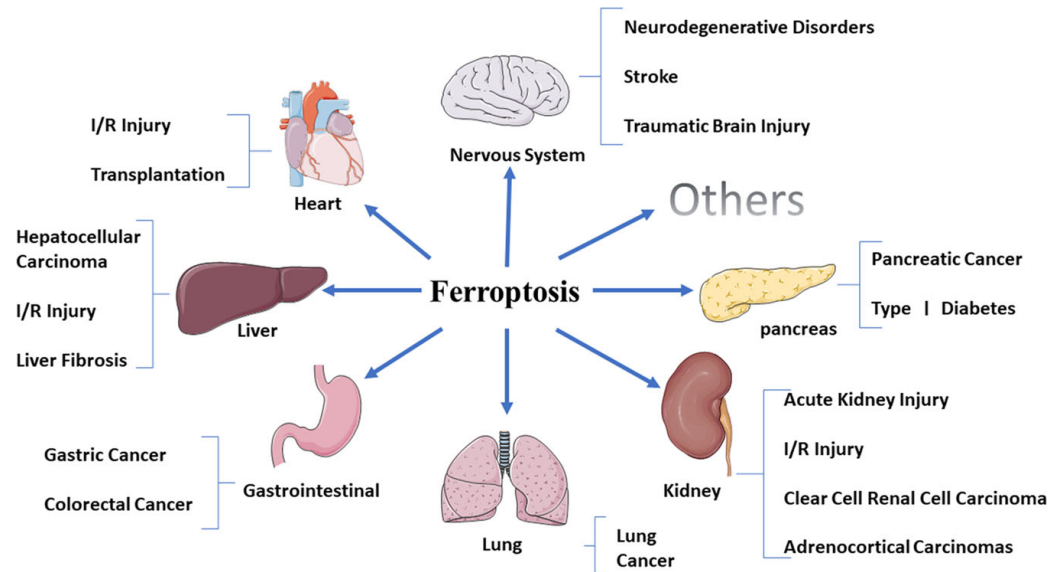 Neurodegenerative Disorders
Stroke
Traumatic Brain Injury
Nervous System
I/R Injury
Transplantation
Heart
Others
Hepatocellular
Carcinoma
I/R Injury
Liver Fibrosis
Liver
Ferroptosis
Pancreatic Cancer
Type I Diabetes
pancreas
Gastric Cancer
Colorectal Cancer
Gastrointestinal
Lung
Lung
Cancer
Kidney
Acute Kidney Injury
I/R Injury
Clear Cell Renal Cell Carcinoma
Adrenocortical Carcinomas